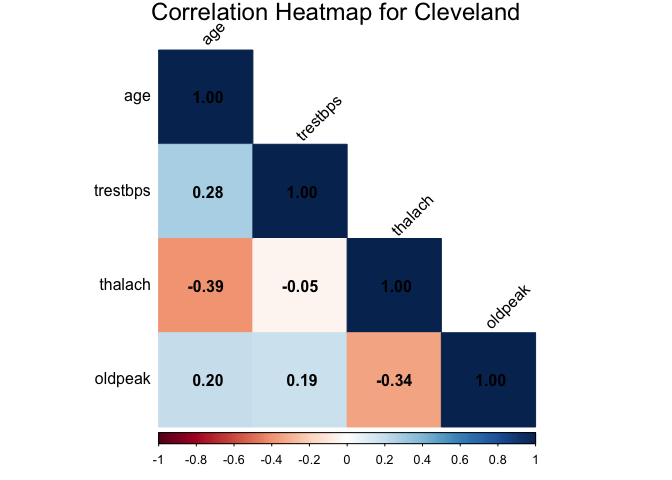 Correlation Heatmap for Cleveland
age
age
1.00
trestbps
trestbps
0.28
1.00
thalach
thalach
-0.39
-0.05
1.00
oldpeak
oldpeak
0.20
0.19
-0.34
1.00
-1 -0.8 -0.6 -0.4 -0.2 0 0.2 0.4 0.6 0.8 1